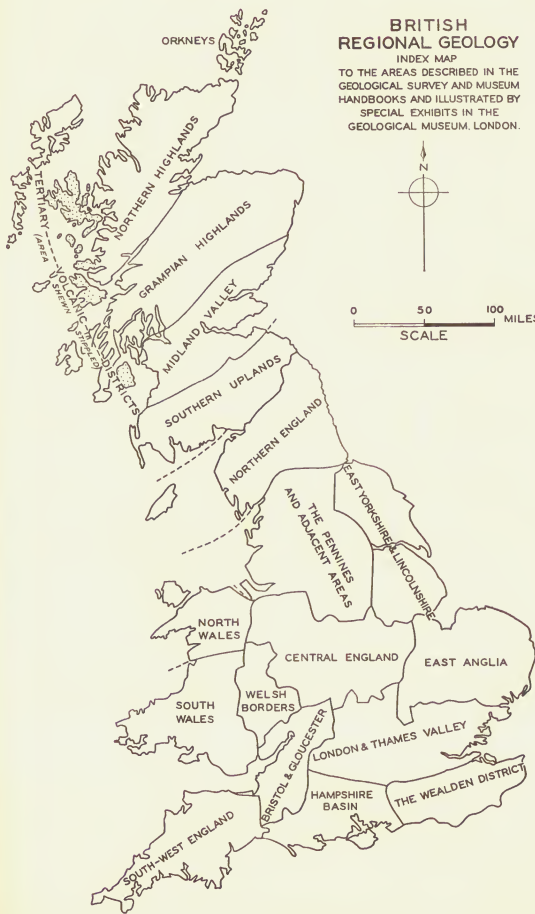 BRITISH
REGIONAL GEOLOGY
INDEX MAP
TO THE AREAS DESCRIBED IN THE
GEOLOGICAL SURVEY AND MUSEUM
HANDBOOKS AND ILLUSTRATED BY
SPECIAL EXHIBITS IN THE
GEOLOGICAL MUSEUM, LONDON.
N
0 50 100 MILES
SCALE
ORKNEYS
NORTHERN HIGHLANDS
TERTIARY VOLCANIC DISTRICTS
(AREA SHEWN STIPPLED)
GRAMPIAN HIGHLANDS
MIDLAND VALLEY
SOUTHERN UPLANDS
NORTHERN ENGLAND
EAST YORKSHIRE & LINCOLNSHIRE
THE PENNINES
AND ADJACENT AREAS
NORTH
WALES
CENTRAL ENGLAND
EAST ANGLIA
SOUTH
WALES
WELSH
BORDERS
BRISTOL & GLOUCESTER
LONDON & THAMES VALLEY
HAMPSHIRE
BASIN
THE WEALDEN DISTRICT
SOUTH-WEST ENGLAND